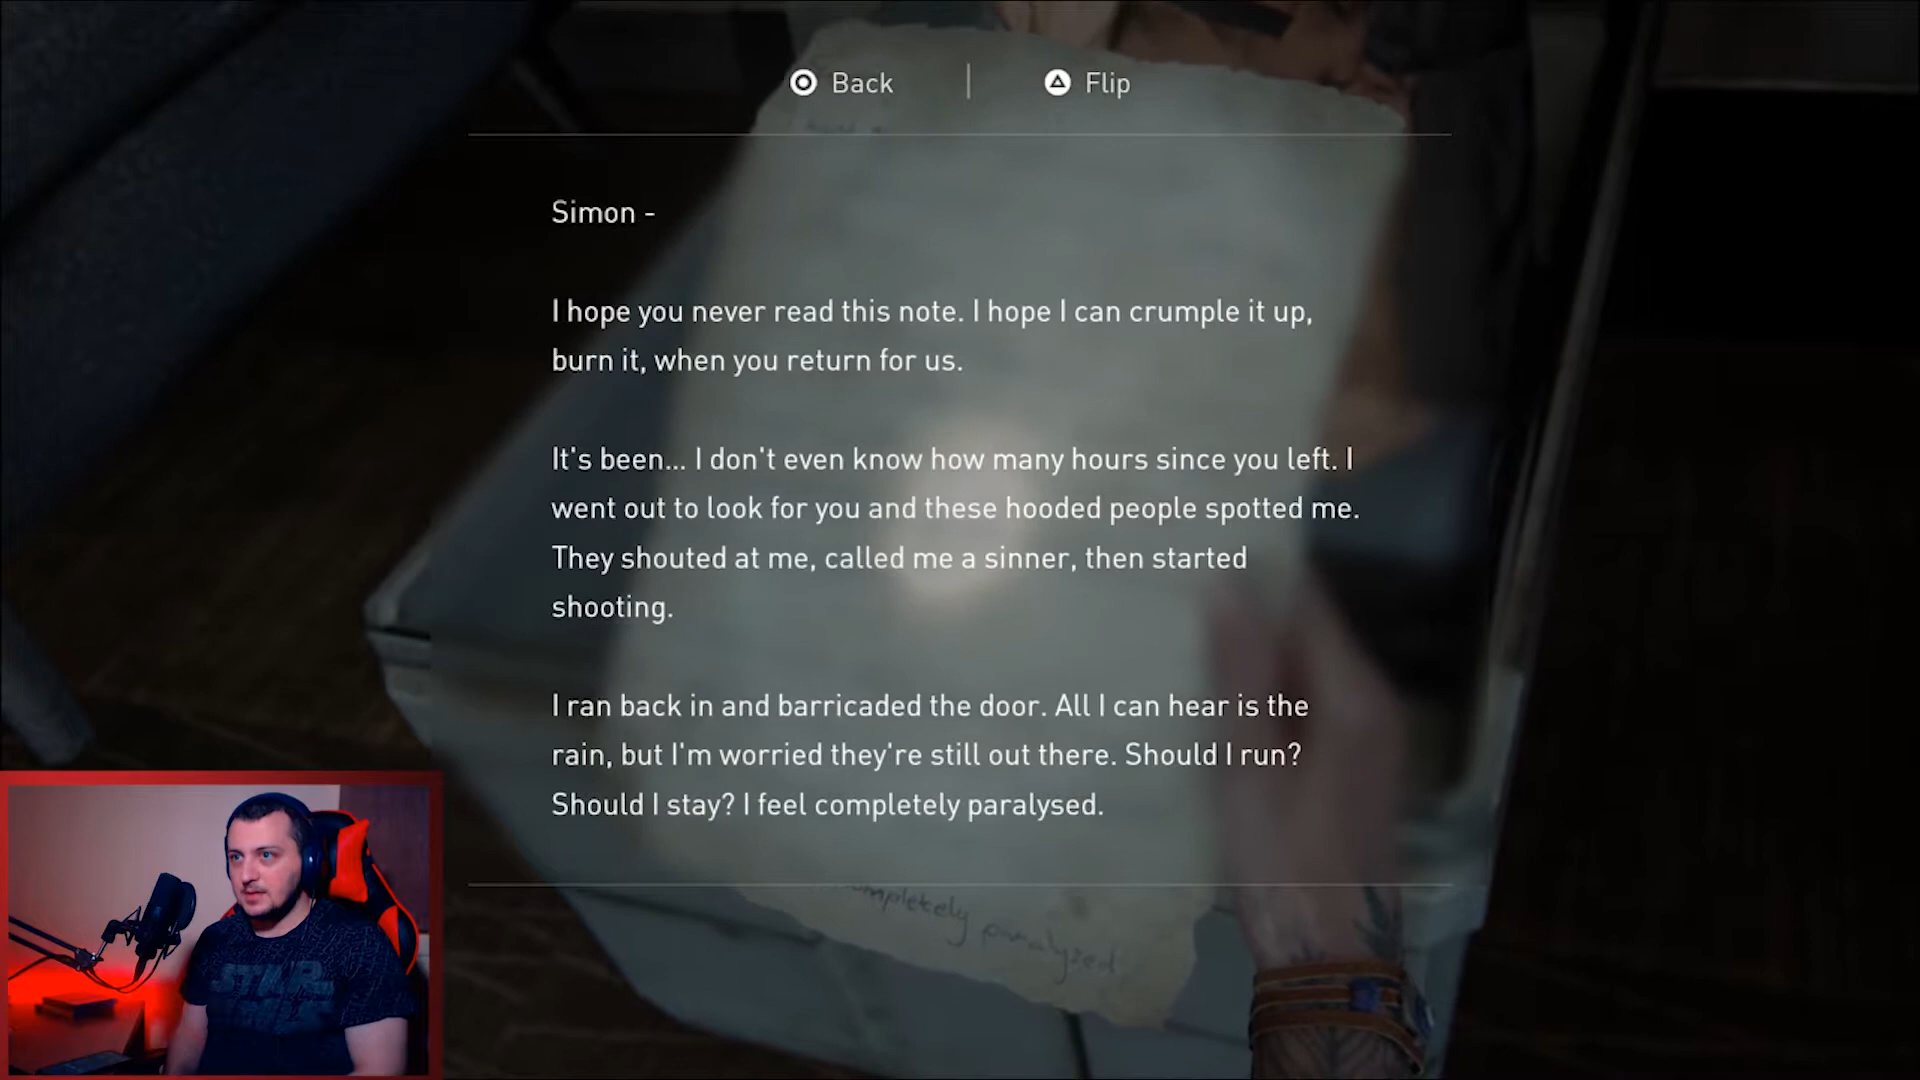 Back | Flip
Simon -
I hope you never read this note. I hope I can crumple it up,
burn it, when you return for us.
It's been... I don't even know how many hours since you left. I
went out to look for you and these hooded people spotted me.
They shouted at me, called me a sinner, then started
shooting.
I ran back in and barricaded the door. All I can hear is the
rain, but I'm worried they're still out there. Should I run?
Should I stay? I feel completely paralysed.
completely paralysed.
STAR